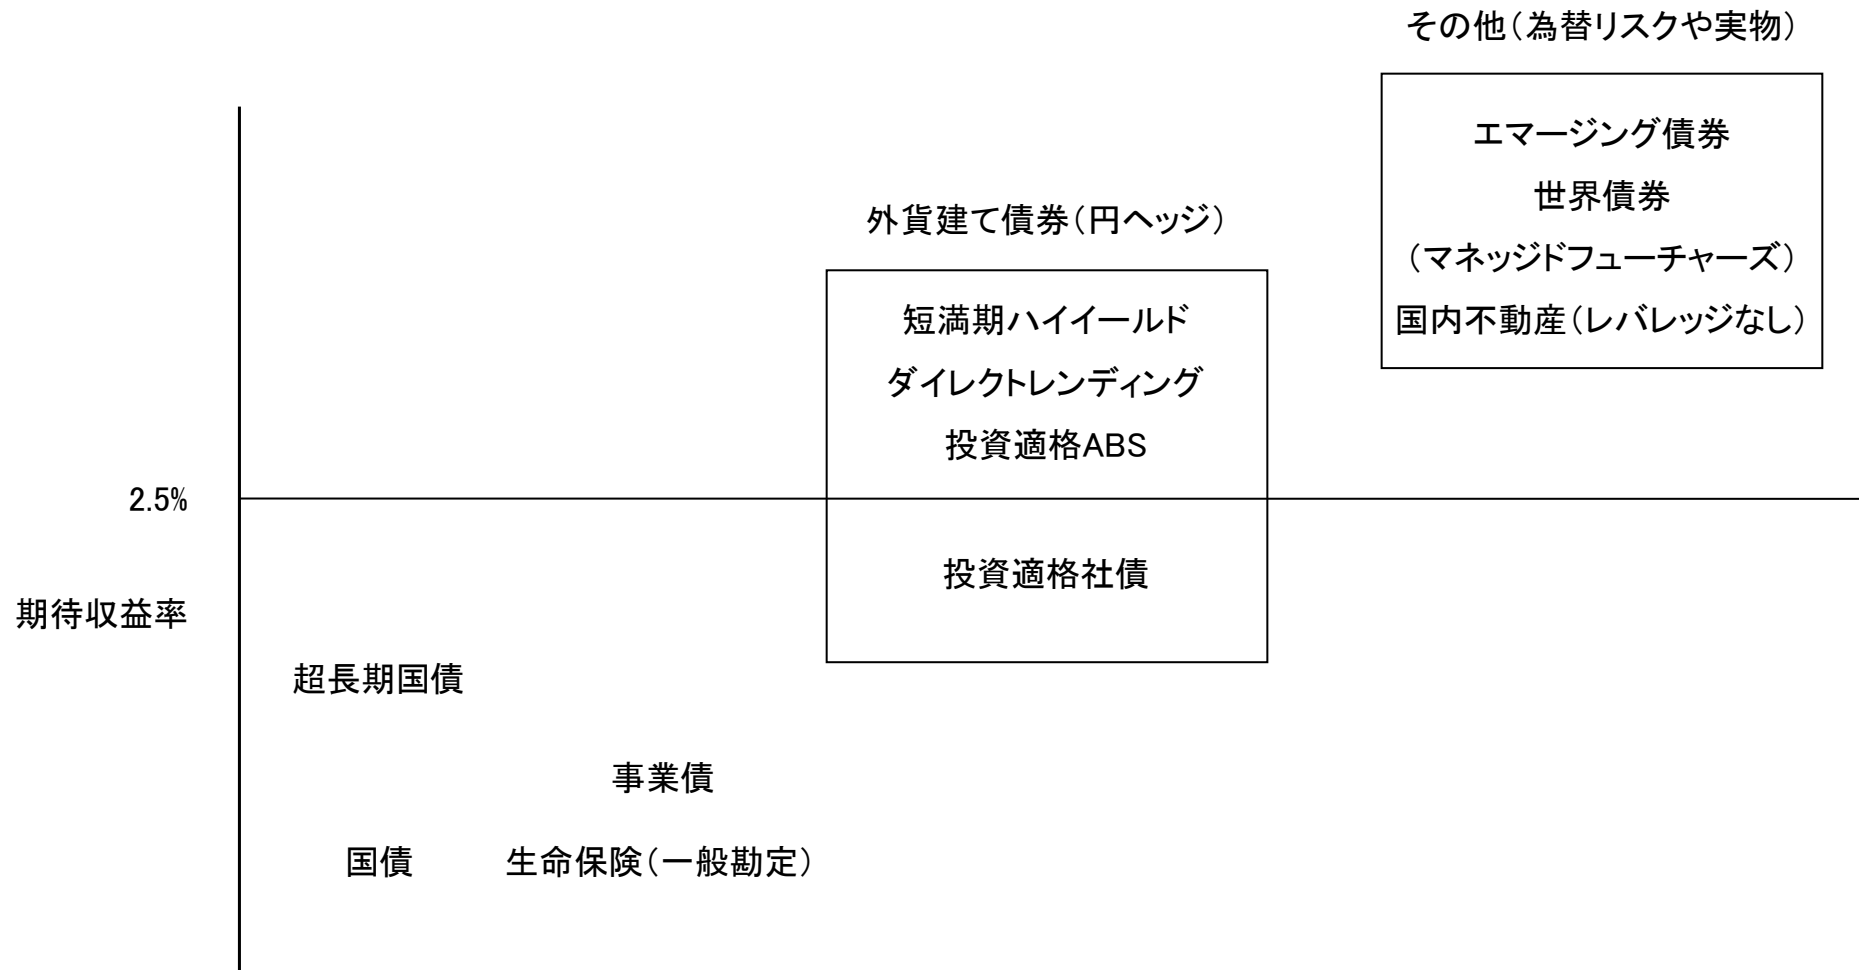 その他（為替リスクや実物）
エマージング債券
世界債券
（マネッジドフューチャーズ）
国内不動産（レバレッジなし）
外貨建て債券（円ヘッジ）
短満期ハイイールド
ダイレクトレンディング
投資適格ABS
2.5%
投資適格社債
期待収益率
超長期国債
事業債
国債
生命保険（一般勘定）